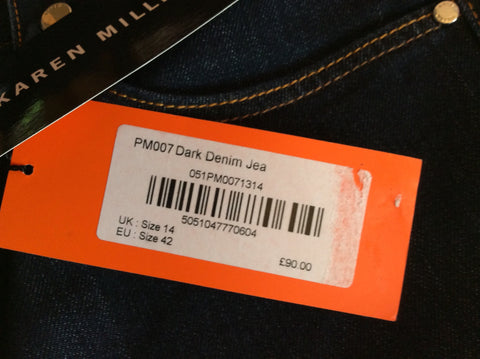 KAREN MILL
PM007 Dark Denim Jea
051PM0071314
5051047770604
UK : Size 14
EU : Size 42
£90.00